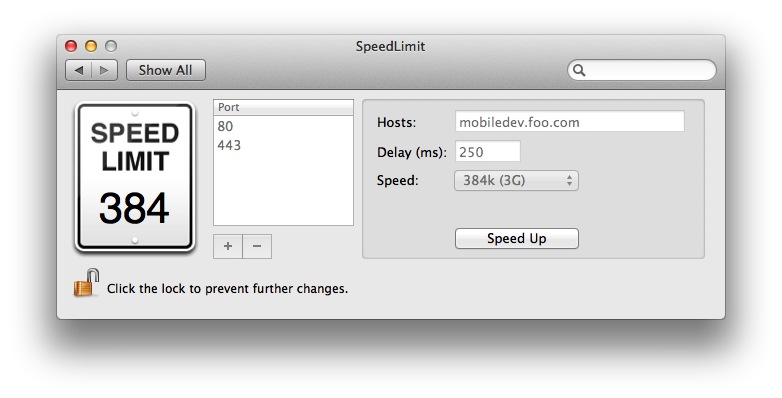 SpeedLimit
Show All
SPEED
LIMIT
384
Port
80
443
Hosts: mobiledev.foo.com
Delay (ms): 250
Speed: 384k (3G)
Speed Up
Click the lock to prevent further changes.